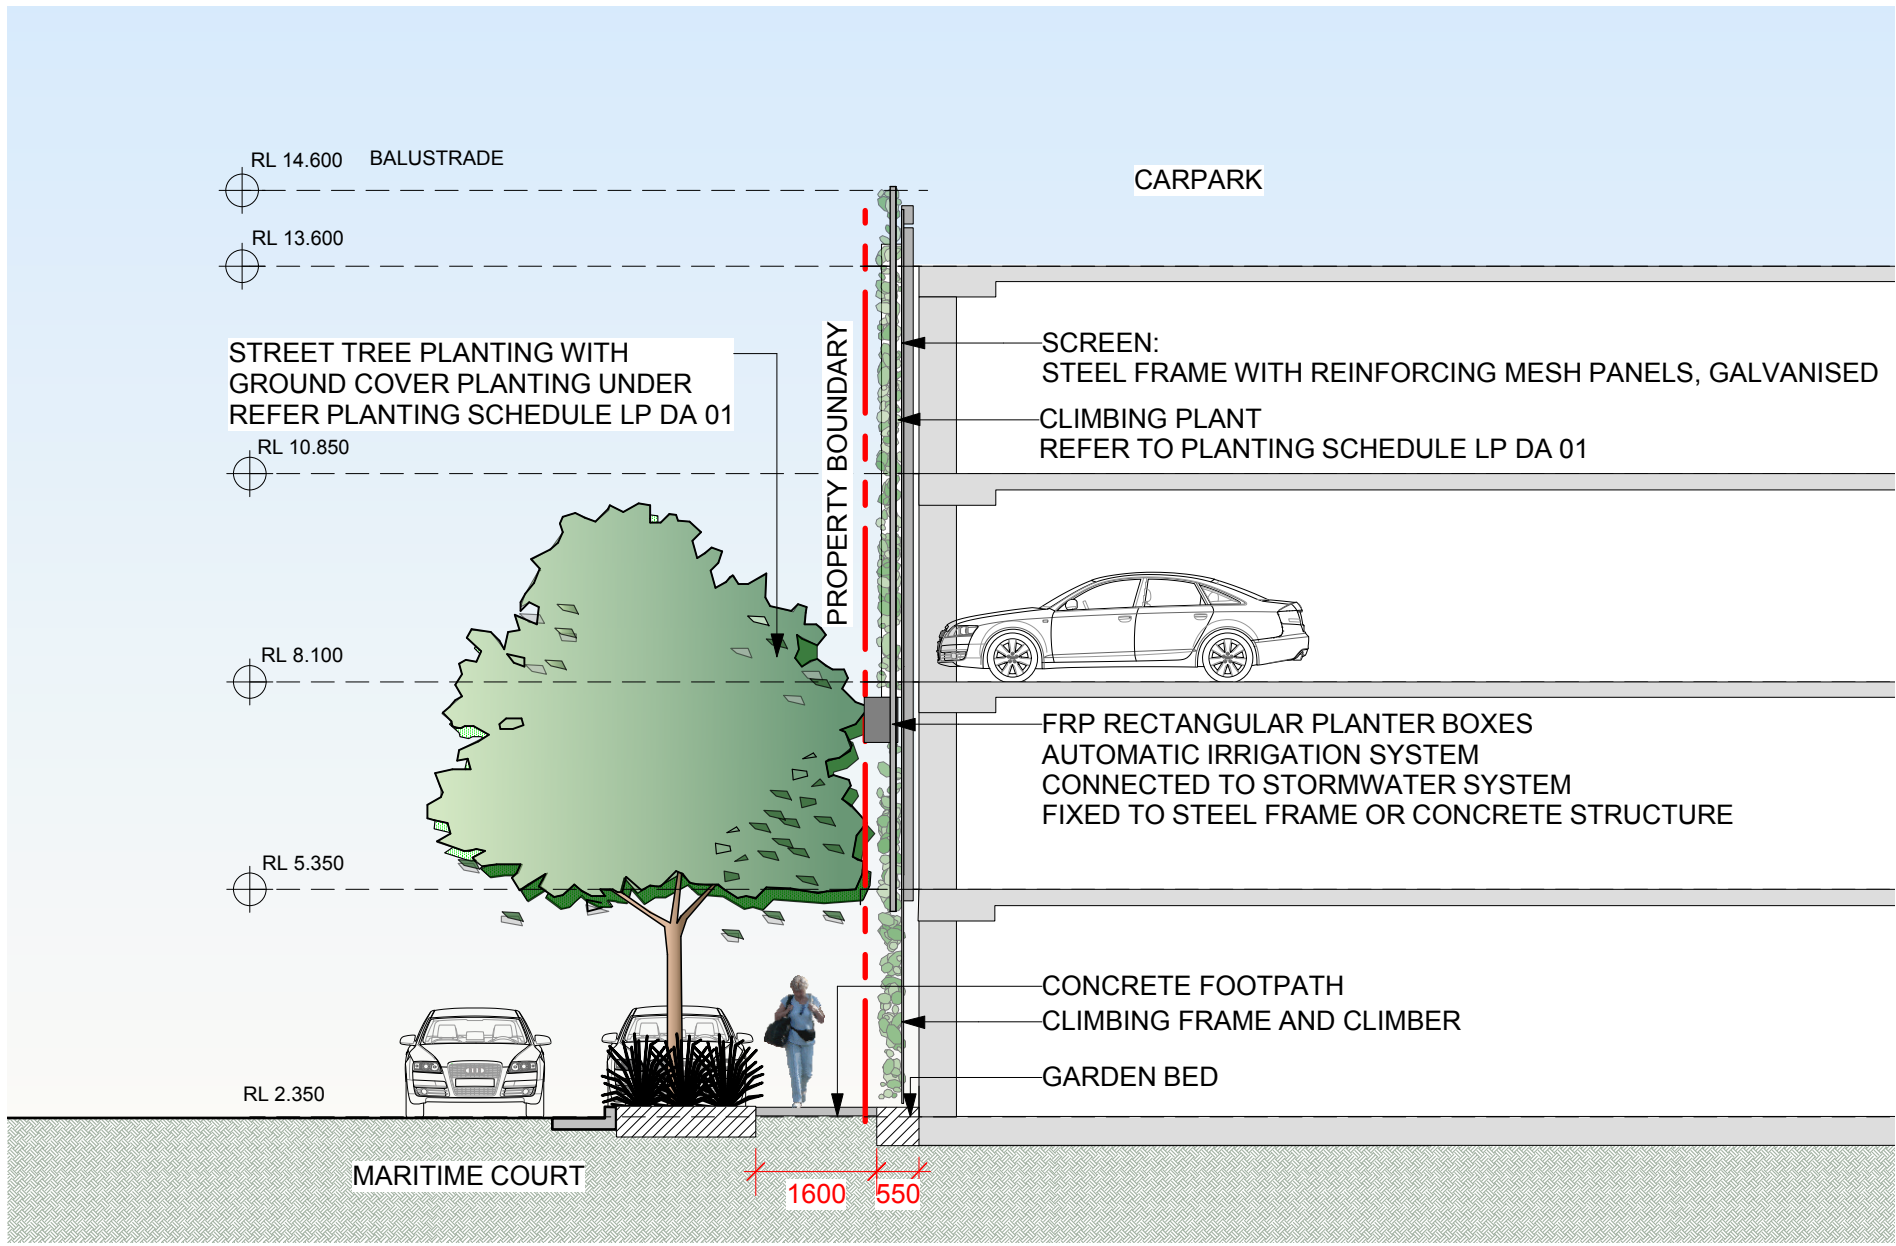 RL 14.600 BALUSTRADE
CARPARK
RL 13.600
STREET TREE PLANTING WITH
GROUND COVER PLANTING UNDER
REFER PLANTING SCHEDULE LP DA 01
PROPERTY BOUNDARY
SCREEN:
STEEL FRAME WITH REINFORCING MESH PANELS, GALVANISED
CLIMBING PLANT
REFER TO PLANTING SCHEDULE LP DA 01
RL 10.850
RL 8.100
FRP RECTANGULAR PLANTER BOXES
AUTOMATIC IRRIGATION SYSTEM
CONNECTED TO STORMWATER SYSTEM
FIXED TO STEEL FRAME OR CONCRETE STRUCTURE
RL 5.350
CONCRETE FOOTPATH
CLIMBING FRAME AND CLIMBER
GARDEN BED
RL 2.350
MARITIME COURT
1600
550